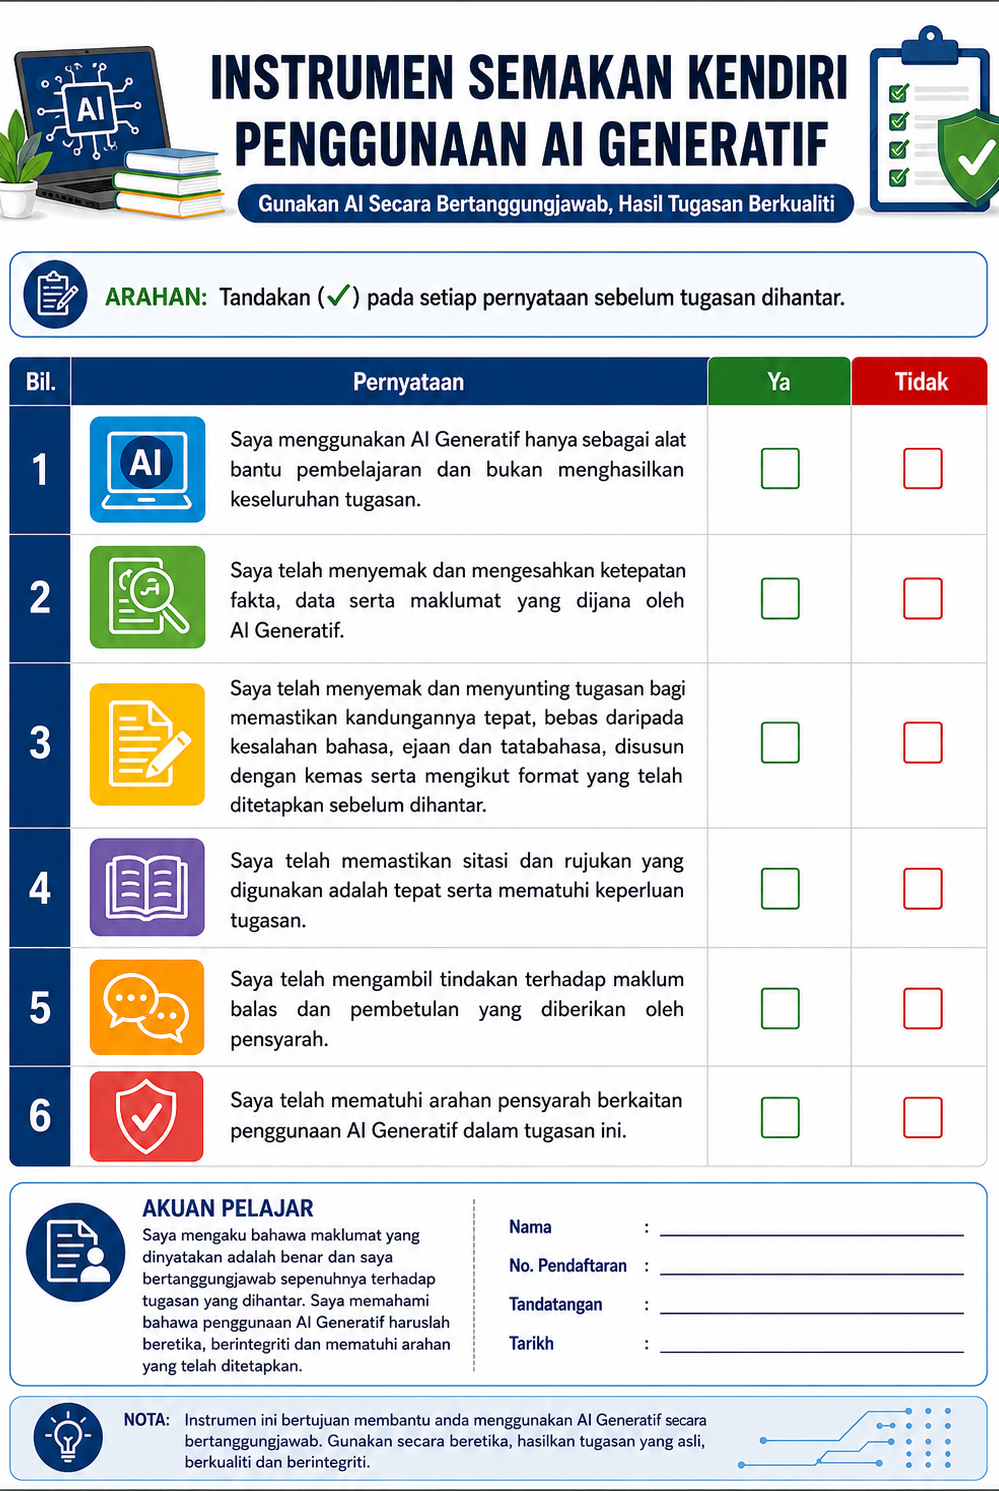 AI
INSTRUMEN SEMAKAN KENDIRI
PENGGUNAAN AI GENERATIF
Gunakan AI Secara Bertanggungjawab, Hasil Tugasan Berkualiti
ARAHAN: Tandakan (✓) pada setiap pernyataan sebelum tugasan dihantar.
Bil. Pernyataan Ya Tidak
1
AI
Saya menggunakan AI Generatif hanya sebagai alat
bantu pembelajaran dan bukan menghasilkan
keseluruhan tugasan.
2
Saya telah menyemak dan mengesahkan ketepatan
fakta, data serta maklumat yang dijana oleh
AI Generatif.
3
Saya telah menyemak dan menyunting tugasan bagi
memastikan kandungannya tepat, bebas daripada
kesalahan bahasa, ejaan dan tatabahasa, disusun
dengan kemas serta mengikut format yang telah
ditetapkan sebelum dihantar.
4
Saya telah memastikan sitasi dan rujukan yang
digunakan adalah tepat serta mematuhi keperluan
tugasan.
5
Saya telah mengambil tindakan terhadap maklum
balas dan pembetulan yang diberikan oleh
pensyarah.
6
Saya telah mematuhi arahan pensyarah berkaitan
penggunaan AI Generatif dalam tugasan ini.
AKUAN PELAJAR
Saya mengaku bahawa maklumat yang
dinyatakan adalah benar dan saya
bertanggungjawab sepenuhnya terhadap
tugasan yang dihantar. Saya memahami
bahawa penggunaan AI Generatif haruslah
beretika, berintegriti dan mematuhi arahan
yang telah ditetapkan.
Nama :
No. Pendaftaran :
Tandatangan :
Tarikh :
NOTA: Instrumen ini bertujuan membantu anda menggunakan AI Generatif secara
bertanggungjawab. Gunakan secara beretika, hasilkan tugasan yang asli,
berkualiti dan berintegriti.